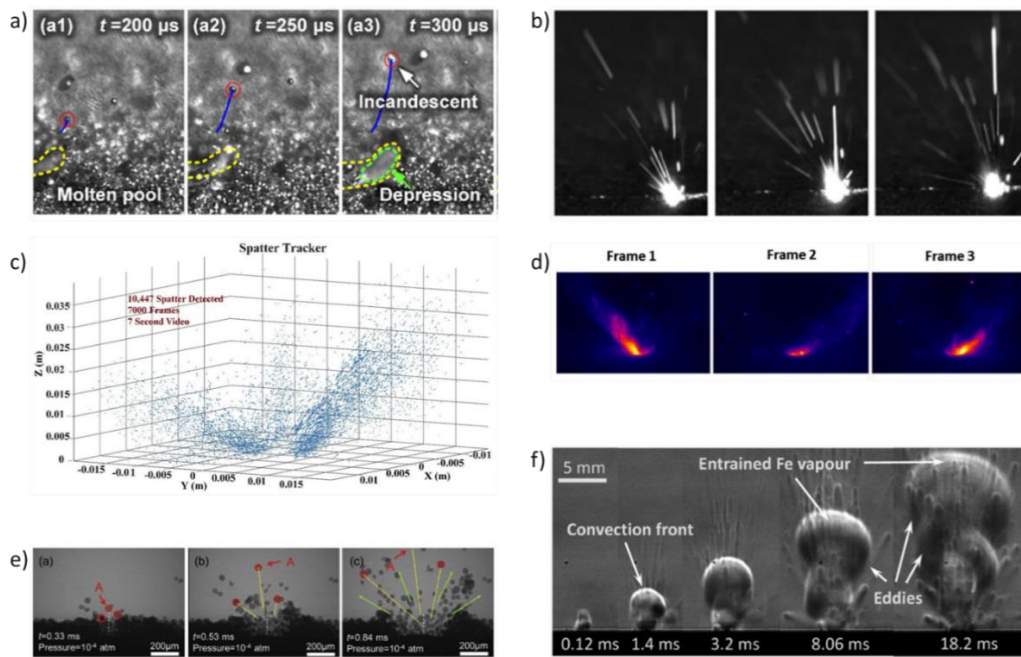 a)
(a1) t =200 µs
(a2) t =250 µs
(a3) t =300 µs
Incandescent
Molten pool
Depression
b)
c)
Spatter Tracker
10,447 Spatter Detected
7000 Frames
7 Second Video
0.035
0.03
0.025
0.02
0.015
0.01
0.005
0
Z (m)
-0.015
-0.01
-0.005
0
0.005
0.01
0.015
Y (m)
0.01
0.005
0
-0.005
-0.01
X (m)
d)
Frame 1
Frame 2
Frame 3
e)
(a)
A
t=0.33 ms
Pressure=10⁻⁴ atm
200µm
(b)
A
t=0.53 ms
Pressure=10⁻⁴ atm
200µm
(c)
A
t=0.84 ms
Pressure=10⁻⁴ atm
200µm
f)
5 mm
Entrained Fe vapour
Convection front
Eddies
0.12 ms
1.4 ms
3.2 ms
8.06 ms
18.2 ms